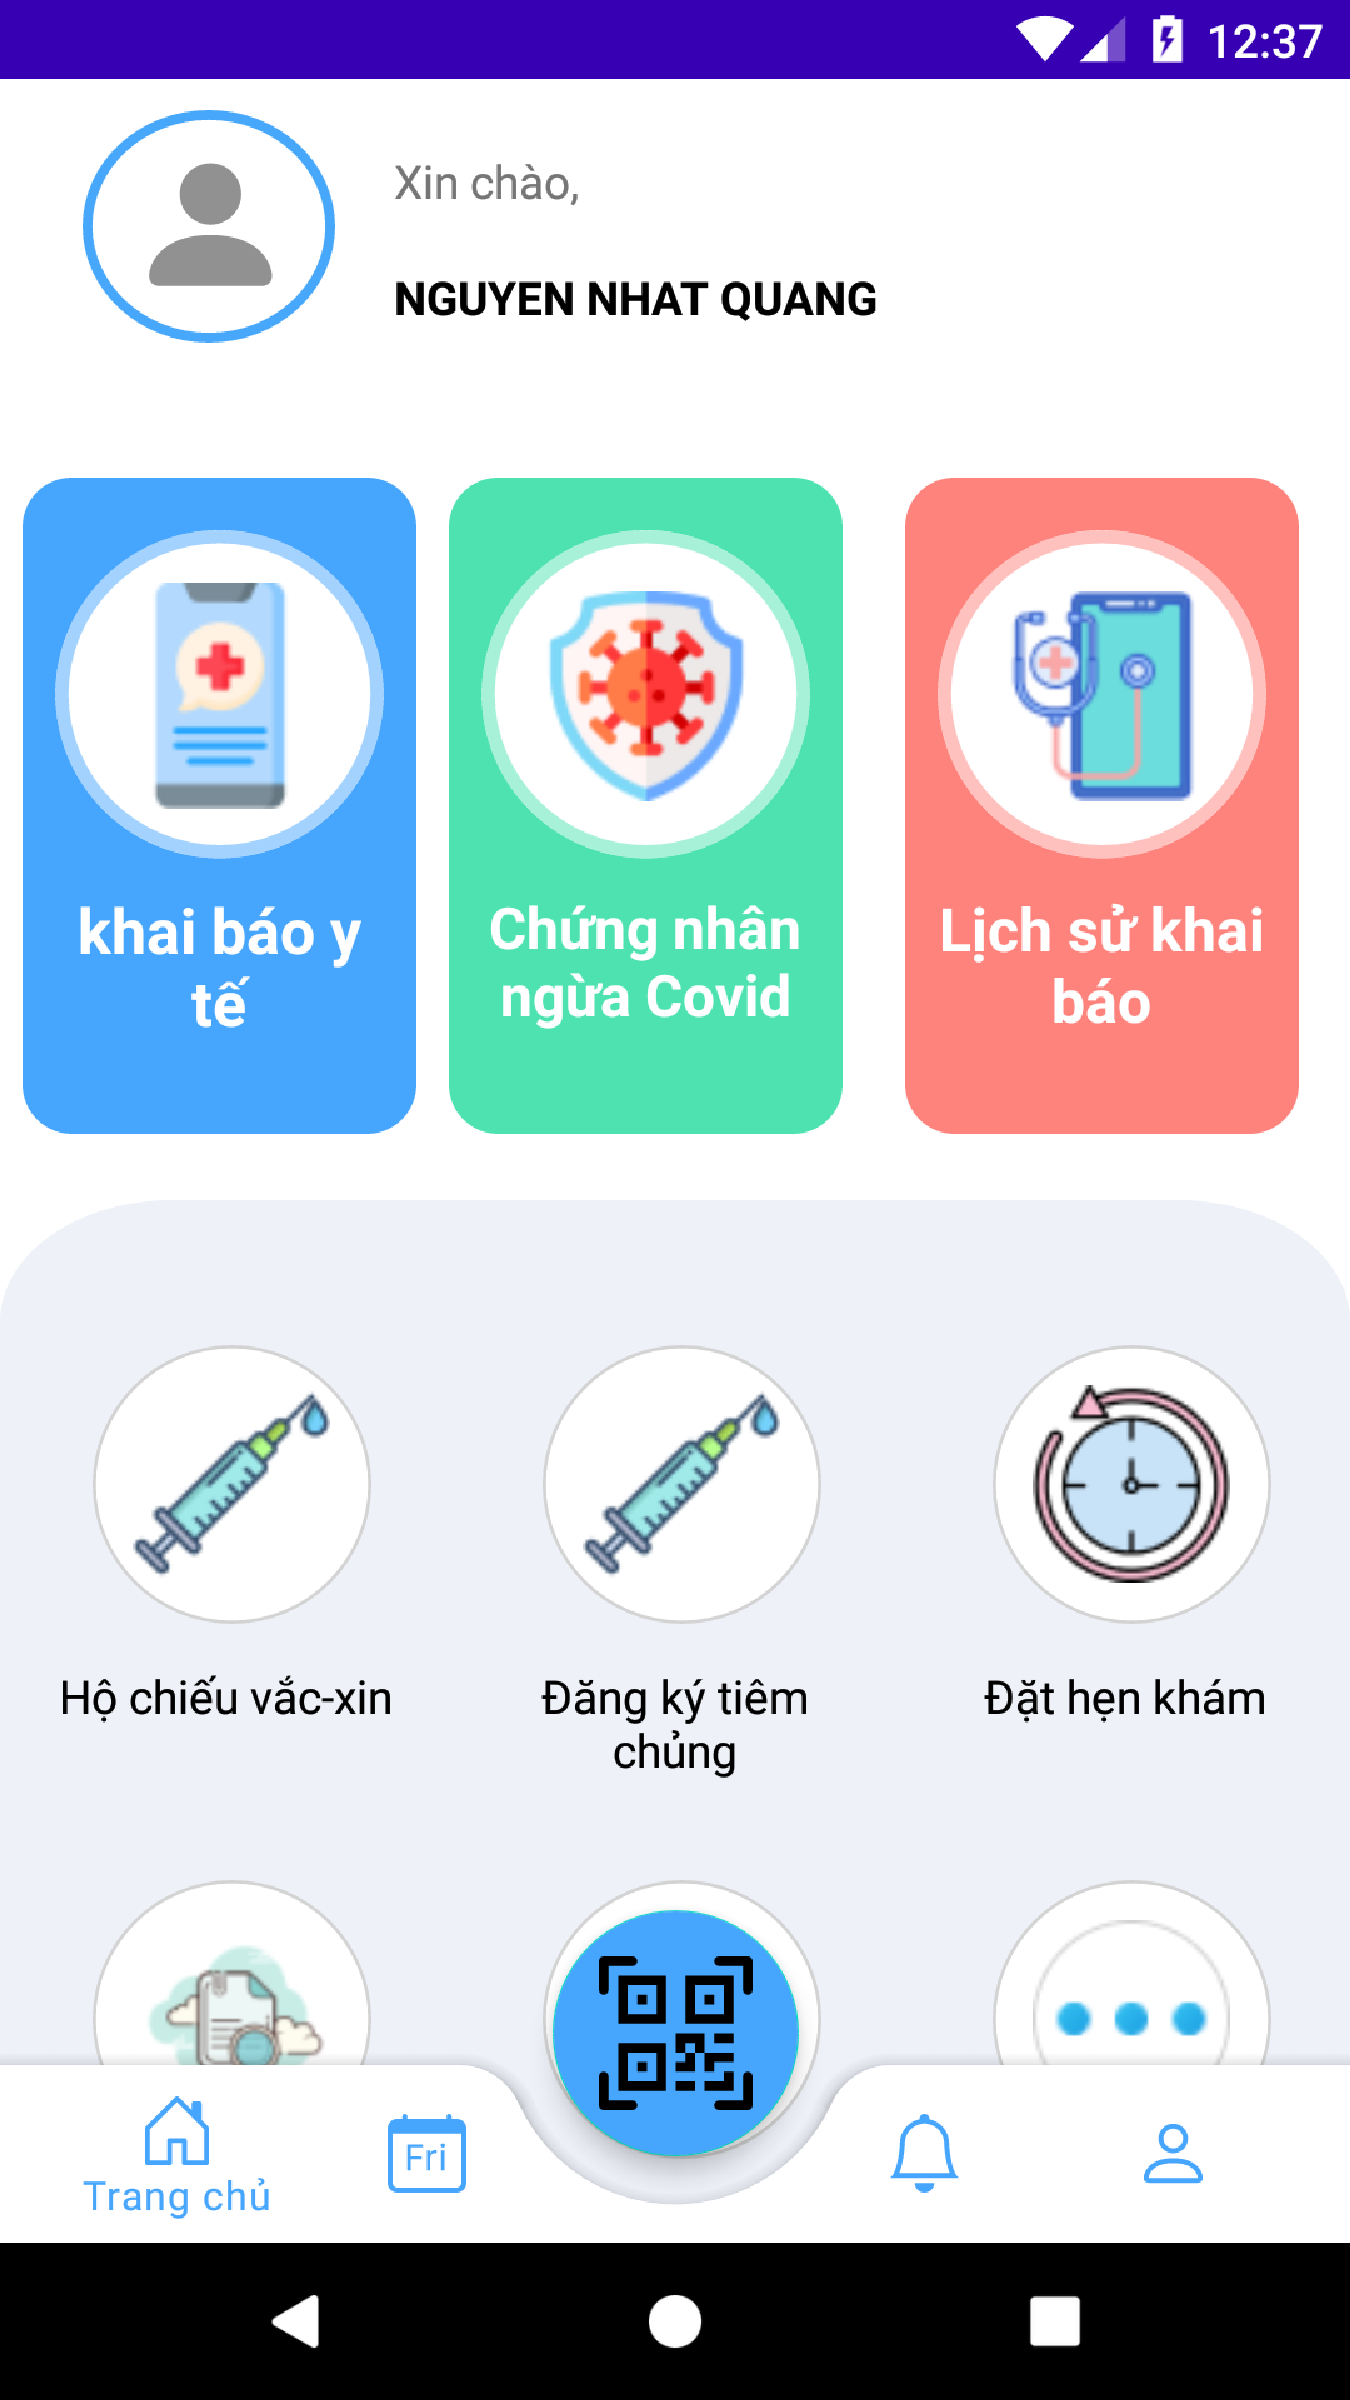 12:37
Xin chào,
NGUYEN NHAT QUANG
khai báo y
tế
Chứng nhân
ngừa Covid
Lịch sử khai
báo
Hộ chiếu vắc-xin
Đăng ký tiêm
chủng
Đặt hẹn khám
Fri
Trang chủ